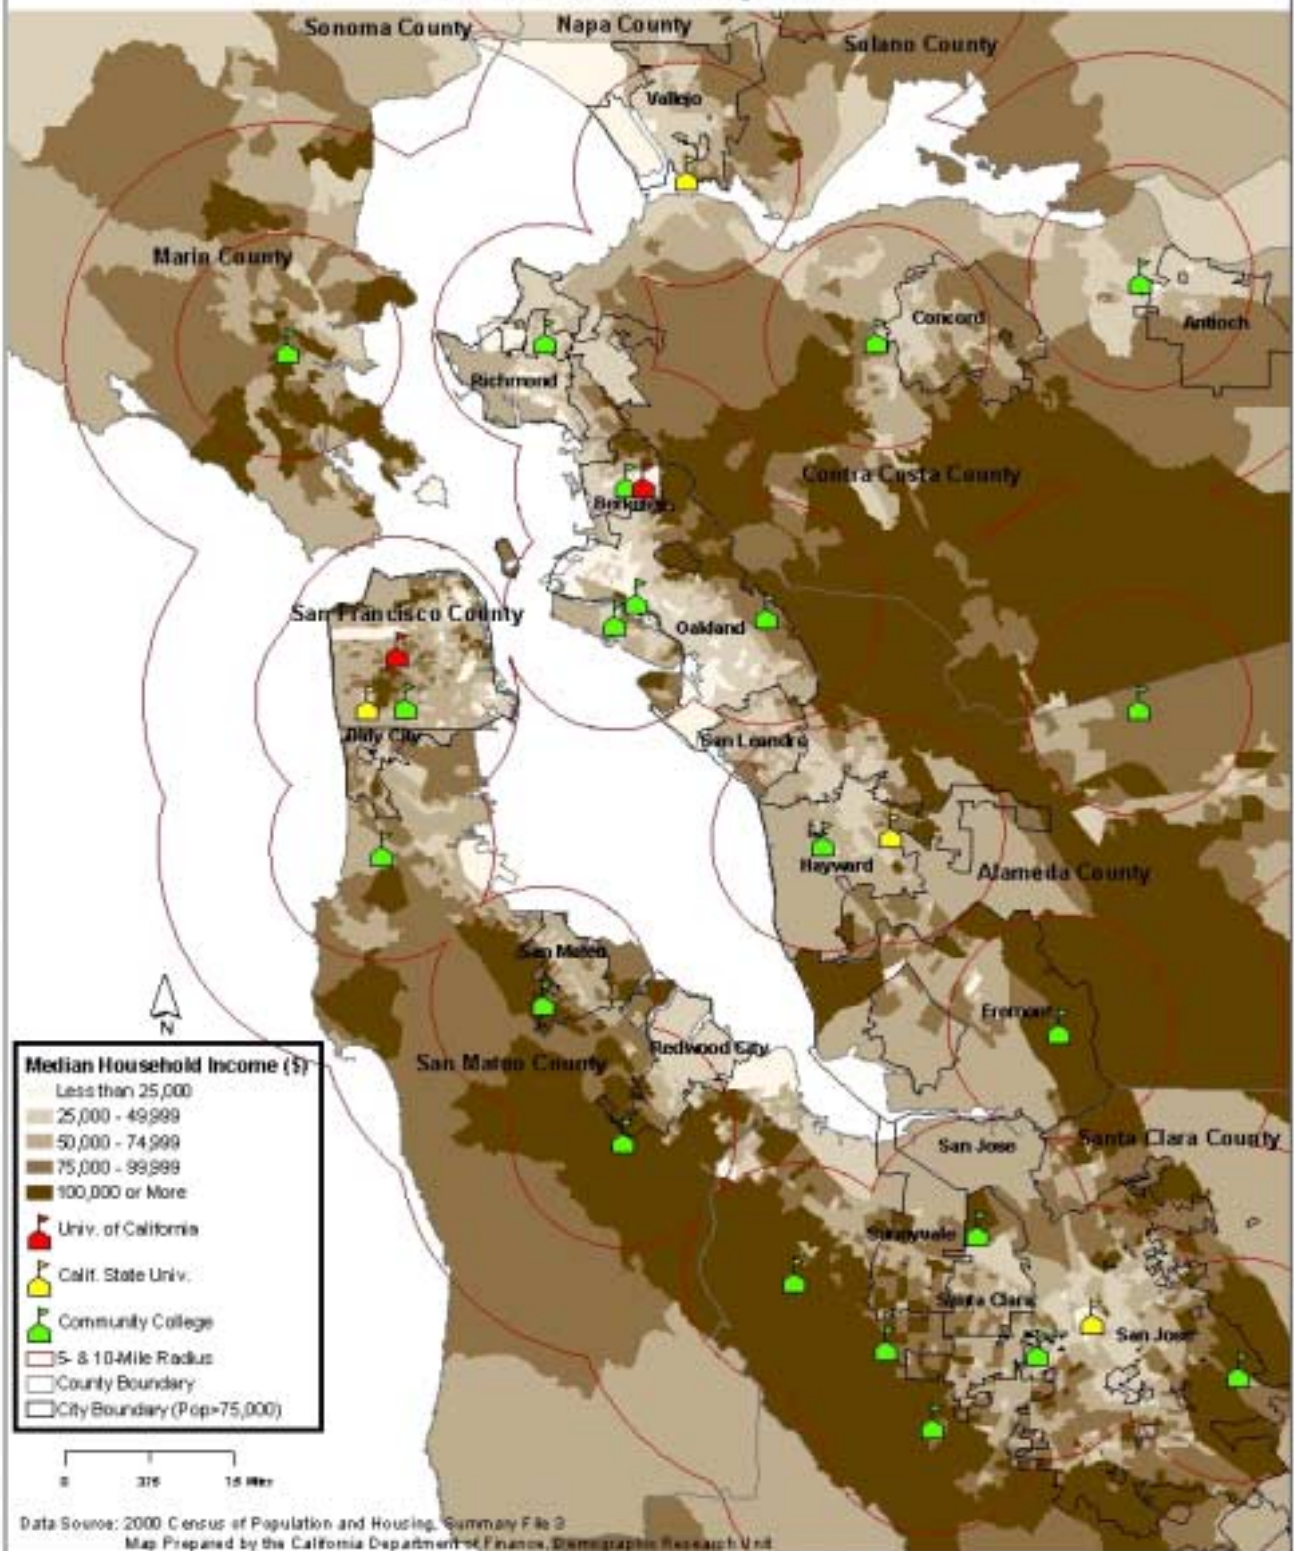 Sonoma County
Napa County
Solano County
Vallejo
Marin County
Concord
Antioch
Richmond
Contra Costa County
Berkeley
San Francisco County
Oakland
Daly City
San Leandro
Hayward
Alameda County
San Mateo
Fremont
San Mateo County
Redwood City
San Jose
Santa Clara County
Sunnyvale
Santa Clara
San Jose
N
Median Household Income ($)
Less than 25,000
25,000 - 49,999
50,000 - 74,999
75,000 - 99,999
100,000 or More
Univ. of California
Calif. State Univ.
Community College
5- & 10-Mile Radius
County Boundary
City Boundary (Pop>75,000)
0
Miles
Data Source: 2000 Census of Population and Housing, Summary File 3
Map Prepared by the California Department of Finance, Demographic Research Unit